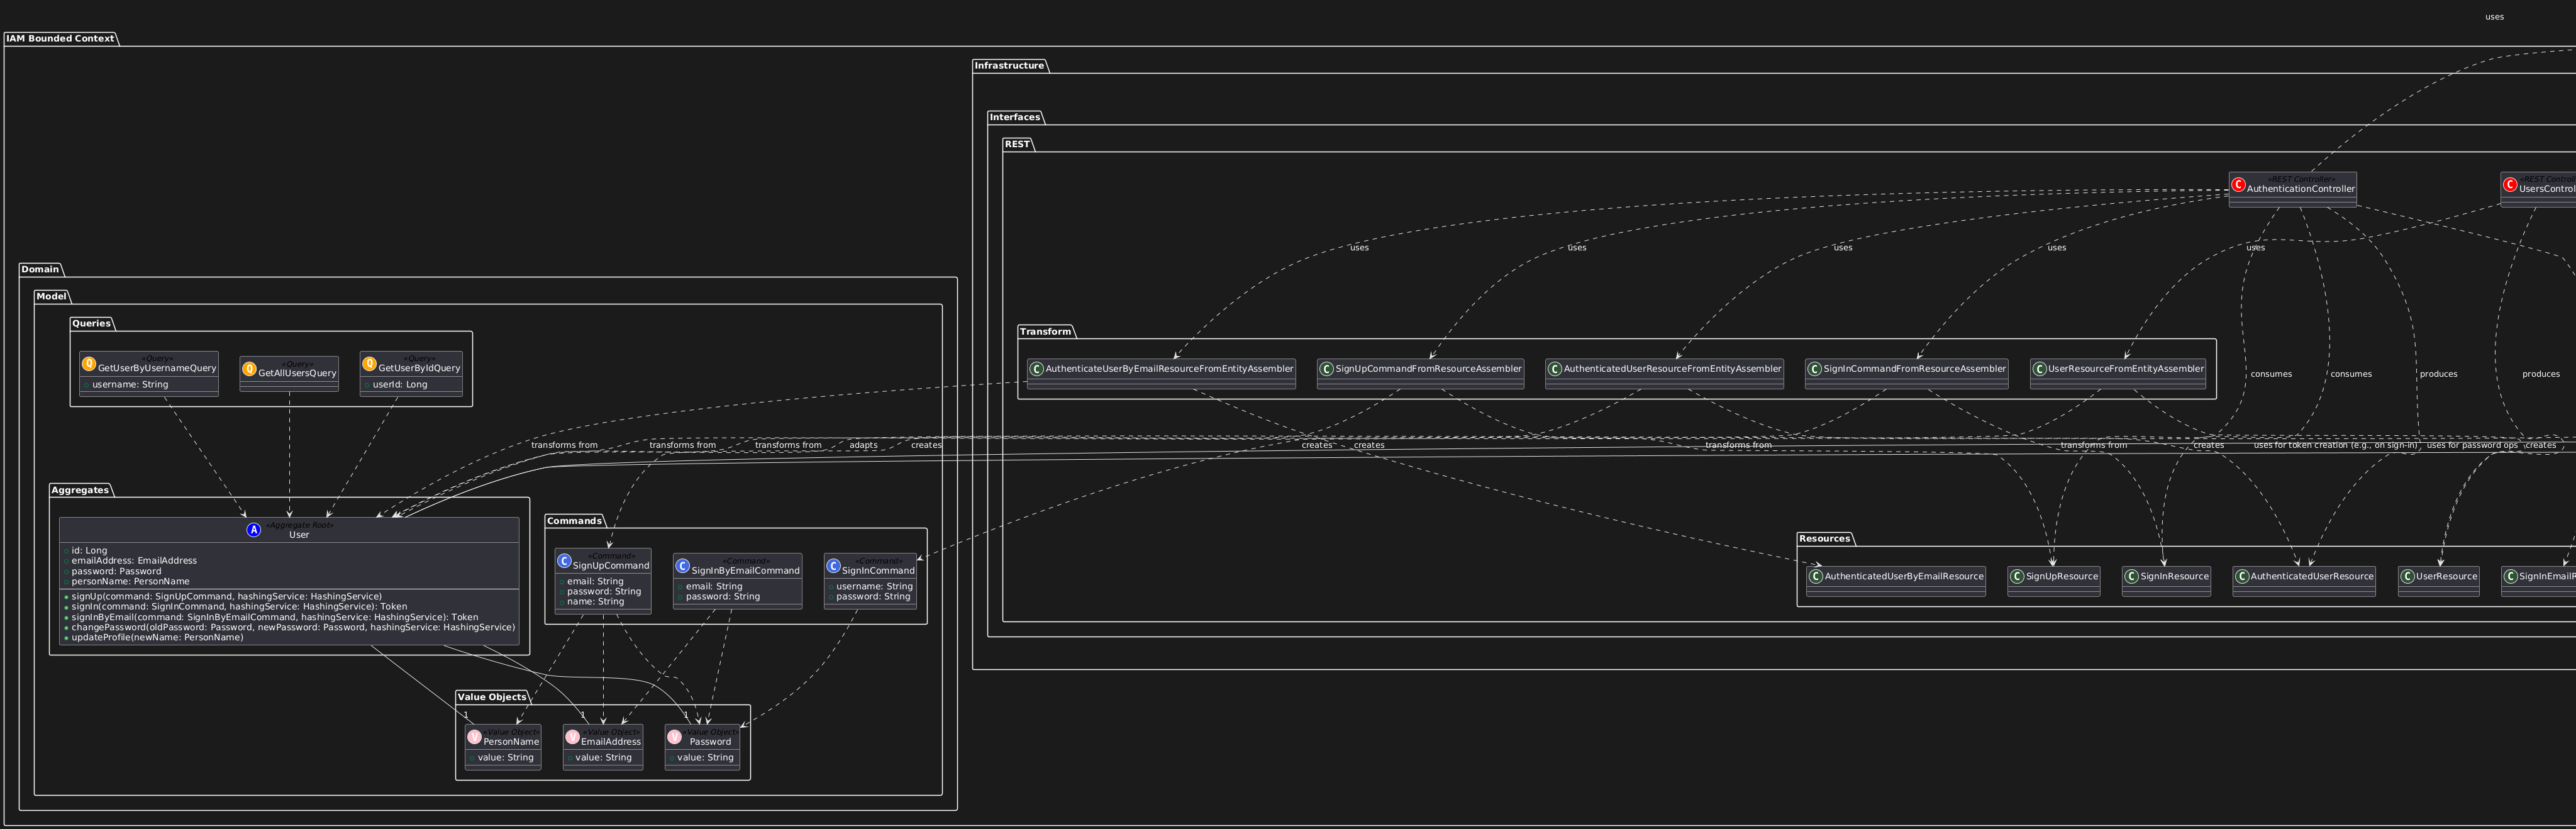 uses
IAM Bounded Context
Infrastructure
Interfaces
REST
C «REST Controller»
AuthenticationController
C
UsersControl
uses
uses
uses
uses
uses
Domain
Model
Queries
Q «Query»
GetUserByUsernameQuery
username: String
Q «Query»
GetAllUsersQuery
Q «Query»
GetUserByIdQuery
userId: Long
Transform
C AuthenticateUserByEmailResourceFromEntityAssembler
C SignUpCommandFromResourceAssembler
C AuthenticatedUserResourceFromEntityAssembler
C SignInCommandFromResourceAssembler
C UserResourceFromEntityAssembler
consumes
consumes
produces
produces
transforms from
transforms from
transforms from
adapts
creates
creates
creates
transforms from
transforms from
creates
uses for token creation (e.g., on sign-in)
uses for password ops
creates
Aggregates
A «Aggregate Root»
User
id: Long
emailAddress: EmailAddress
password: Password
personName: PersonName
signUp(command: SignUpCommand, hashingService: HashingService)
signIn(command: SignInCommand, hashingService: HashingService): Token
signInByEmail(command: SignInByEmailCommand, hashingService: HashingService): Token
changePassword(oldPassword: Password, newPassword: Password, hashingService: HashingService)
updateProfile(newName: PersonName)
Commands
C «Command»
SignUpCommand
email: String
password: String
name: String
C «Command»
SignInByEmailCommand
email: String
password: String
C «Command»
SignInCommand
username: String
password: String
Resources
C AuthenticatedUserByEmailResource
C SignUpResource
C SignInResource
C AuthenticatedUserResource
C UserResource
C SignInEmailR
Value Objects
1
1
1
V «Value Object»
PersonName
value: String
V «Value Object»
EmailAddress
value: String
V «Value Object»
Password
value: String